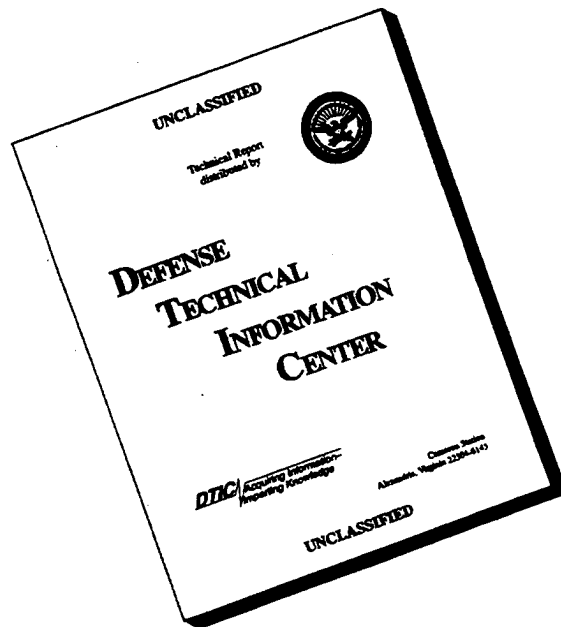 UNCLASSIFIED
Technical Report
distributed by
DEFENSE
TECHNICAL
INFORMATION
CENTER
DTIC Acquiring Information–
Imparting Knowledge
Cameron Station
Alexandria, Virginia 22304-6145
UNCLASSIFIED